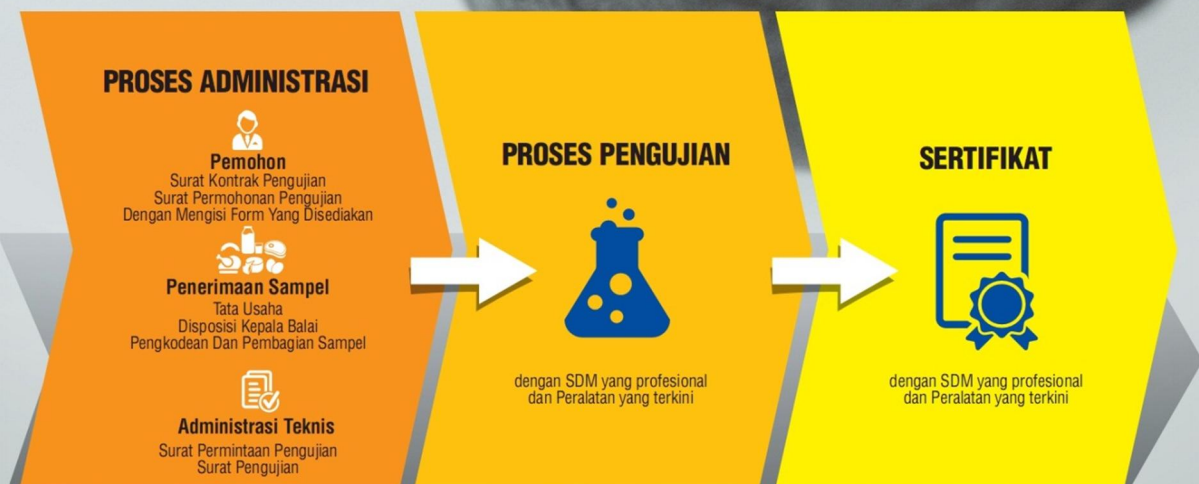 PROSES ADMINISTRASI
Pemohon
Surat Kontrak Pengujian
Surat Permohonan Pengujian
Dengan Mengisi Form Yang Disediakan
Penerimaan Sampel
Tata Usaha
Disposisi Kepala Balai
Pengkodean Dan Pembagian Sampel
Administrasi Teknis
Surat Permintaan Pengujian
Surat Pengujian
PROSES PENGUJIAN
dengan SDM yang profesional
dan Peralatan yang terkini
SERTIFIKAT
dengan SDM yang profesional
dan Peralatan yang terkini